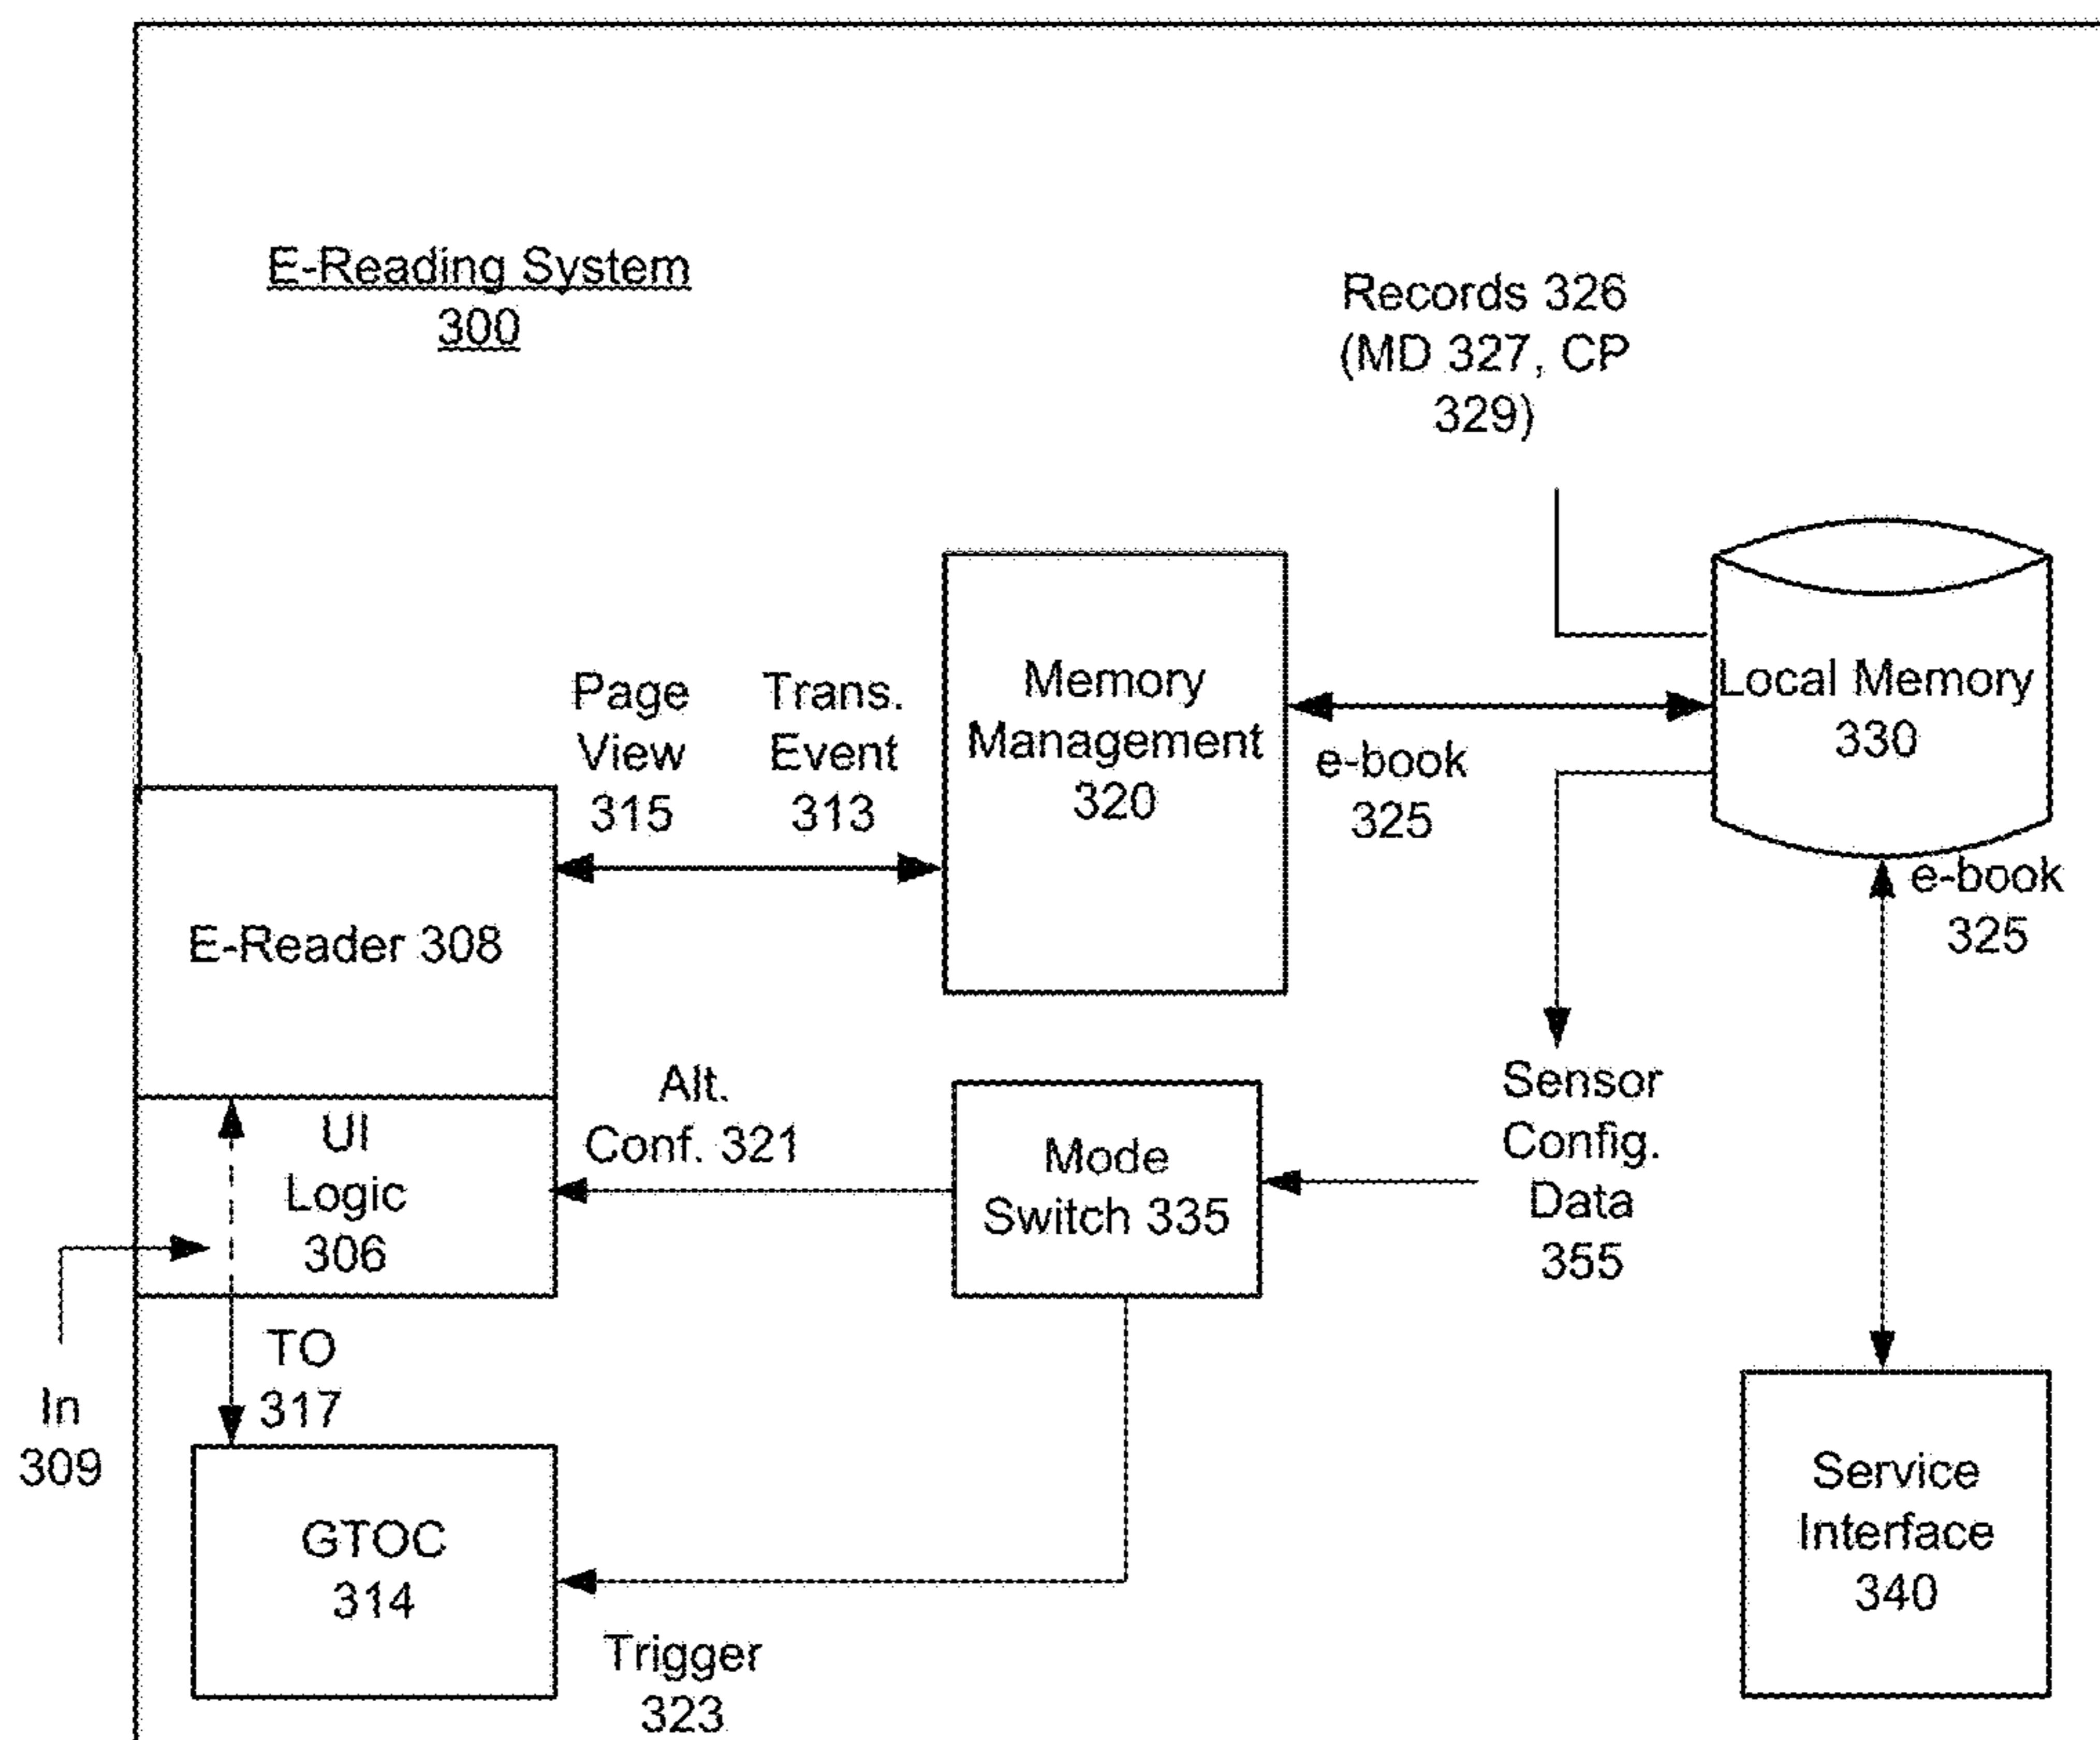 E-Reading System
300
Records 326
(MD 327, CP
329)
Page
View
315
Trans.
Event
313
Memory
Management
320
e-book
325
Local Memory
330
e-book
325
E-Reader 308
UI
Logic
306
Alt.
Conf. 321
Mode
Switch 335
Sensor
Config.
Data
355
In
309
TO
317
GTOC
314
Trigger
323
Service
Interface
340